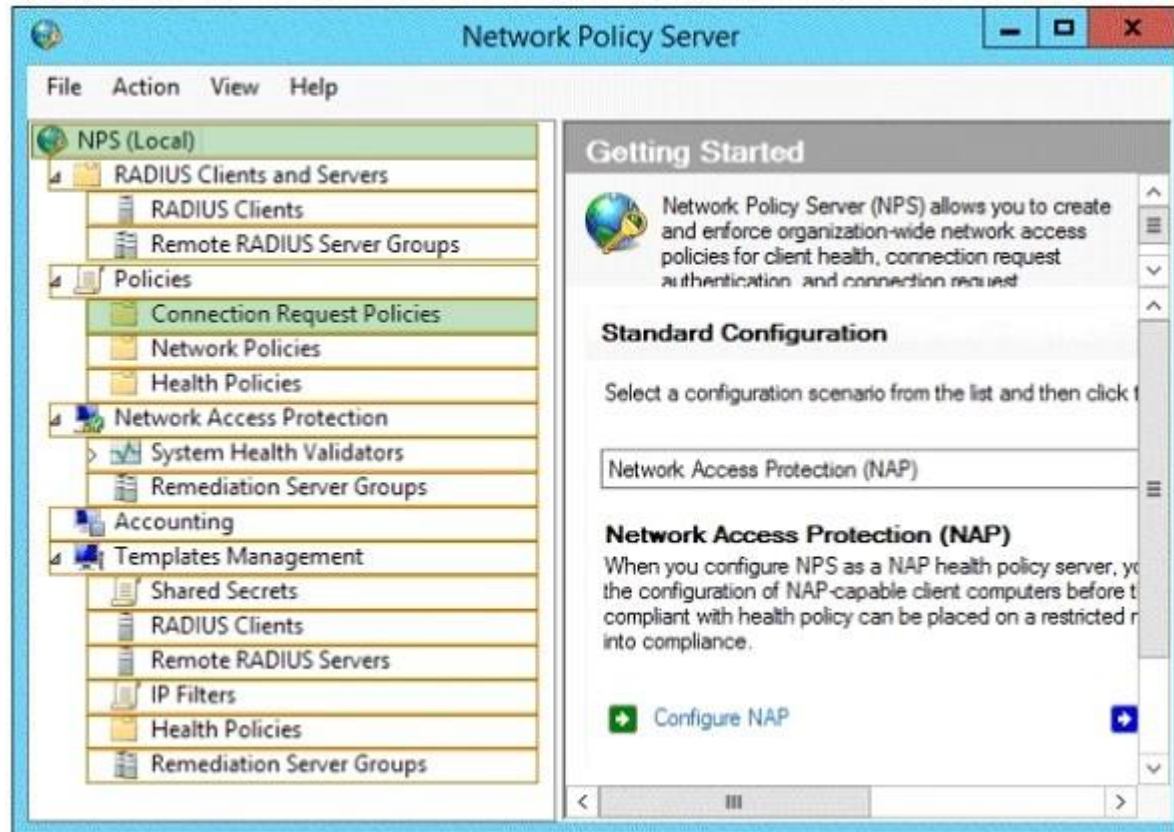 Network Policy Server
File Action View Help
NPS (Local)
RADIUS Clients and Servers
RADIUS Clients
Remote RADIUS Server Groups
Policies
Connection Request Policies
Network Policies
Health Policies
Network Access Protection
System Health Validators
Remediation Server Groups
Accounting
Templates Management
Shared Secrets
RADIUS Clients
Remote RADIUS Servers
IP Filters
Health Policies
Remediation Server Groups
Getting Started
Network Policy Server (NPS) allows you to create
and enforce organization-wide network access
policies for client health, connection request
authentication, and connection request
Standard Configuration
Select a configuration scenario from the list and then click
Network Access Protection (NAP)
Network Access Protection (NAP)
When you configure NPS as a NAP health policy server,
the configuration of NAP-capable client computers before
compliant with health policy can be placed on a restricted
into compliance.
Configure NAP